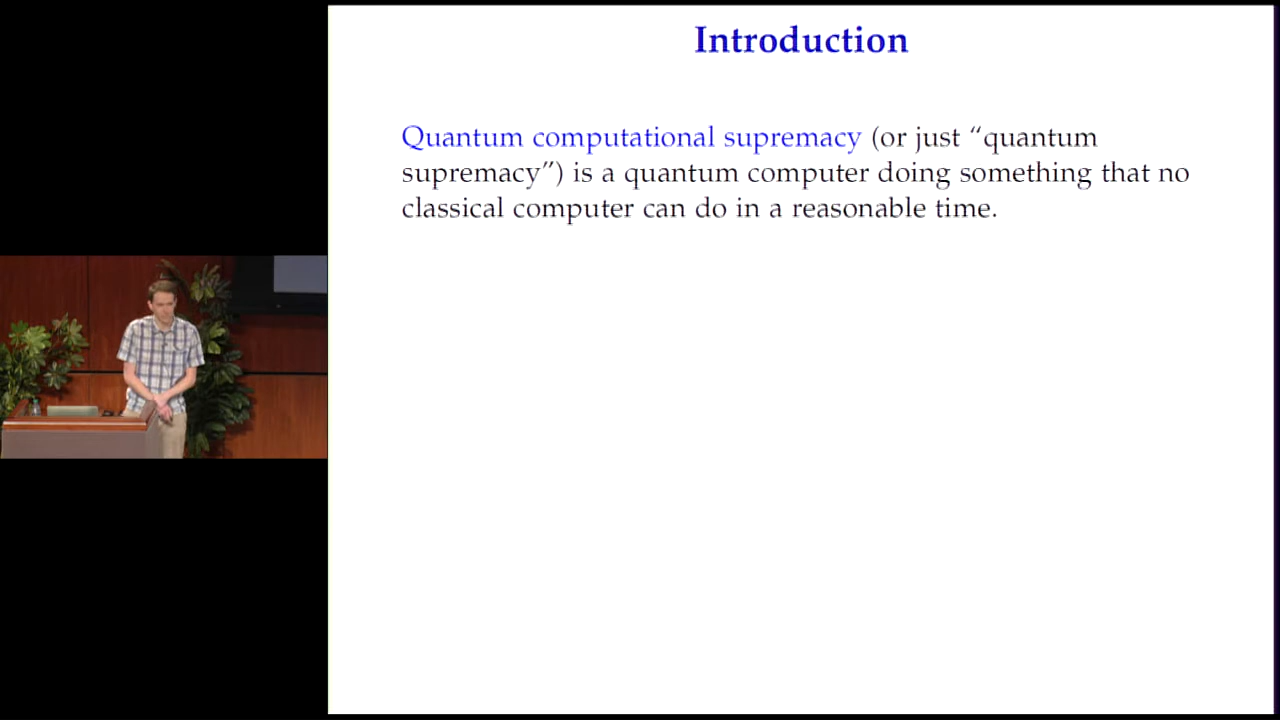 Introduction
Quantum computational supremacy (or just “quantum
supremacy”) is a quantum computer doing something that no
classical computer can do in a reasonable time.